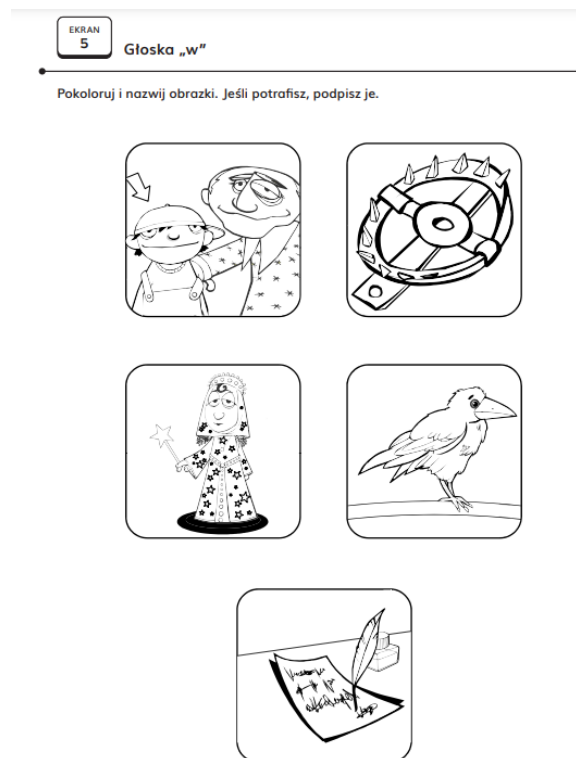 EKRAN
5
Głoska „w”
Pokoloruj i nazwij obrazki. Jeśli potrafisz, podpisz je.